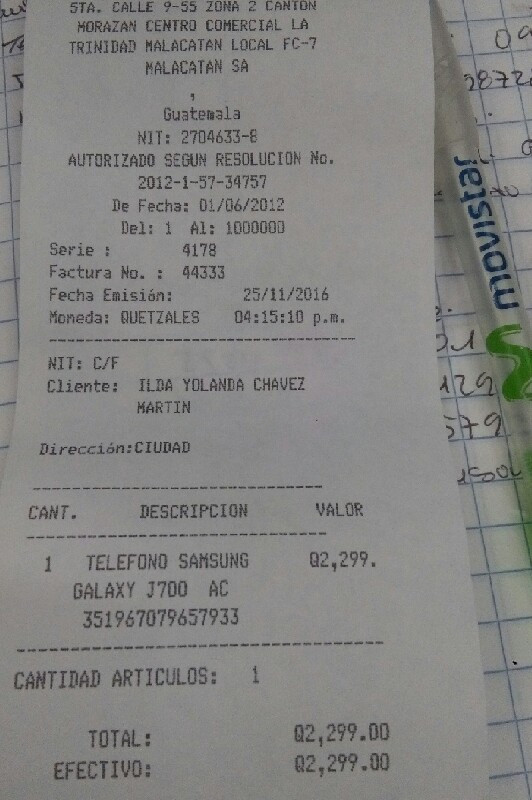 5TA. CALLE 9-55 ZONA 2 CANTON
MORAZAN CENTRO COMERCIAL LA
TRINIDAD MALACATAN LOCAL FC-7
MALACATAN SA
,
Guatemala
NIT: 2704633-8
AUTORIZADO SEGUN RESOLUCION No.
2012-1-57-34757
De Fecha: 01/06/2012
Del: 1 Al: 1000000
Serie : 4178
Factura No. : 44333
Fecha Emisión: 25/11/2016
Moneda: QUETZALES 04:15:10 p.m.
NIT: C/F
Cliente: ILDA YOLANDA CHAVEZ
MARTIN
Dirección:CIUDAD
CANT. DESCRIPCION VALOR
1 TELEFONO SAMSUNG Q2,299.
GALAXY J700 AC
351967079657933
CANTIDAD ARTICULOS: 1
TOTAL: Q2,299.00
EFECTIVO: Q2,299.00
movistar
129
579